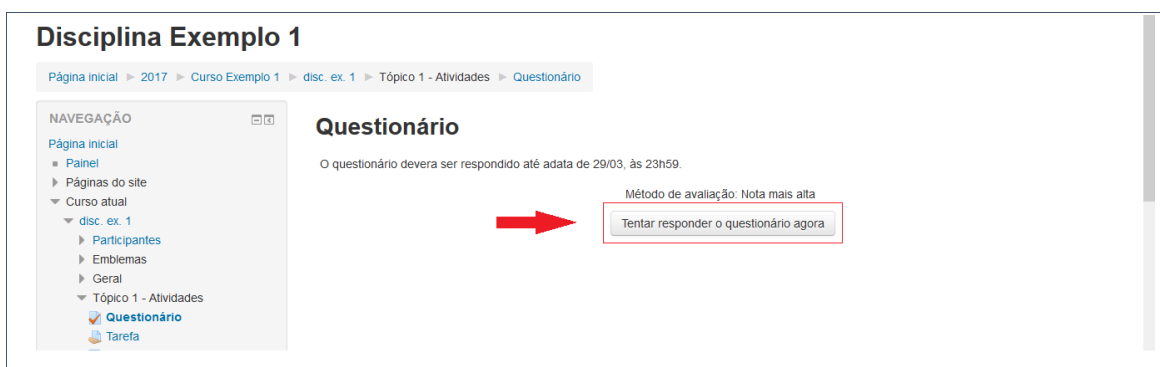 Disciplina Exemplo 1
Página inicial 2017 Curso Exemplo 1 disc. ex. 1 Tópico 1 - Atividades Questionário
NAVEGAÇÃO
Página inicial
Painel
Páginas do site
Curso atual
disc. ex. 1
Participantes
Emblemas
Geral
Tópico 1 - Atividades
Questionário
Tarefa
Questionário
O questionário devera ser respondido até adata de 29/03, às 23h59.
Método de avaliação: Nota mais alta
Tentar responder o questionário agora